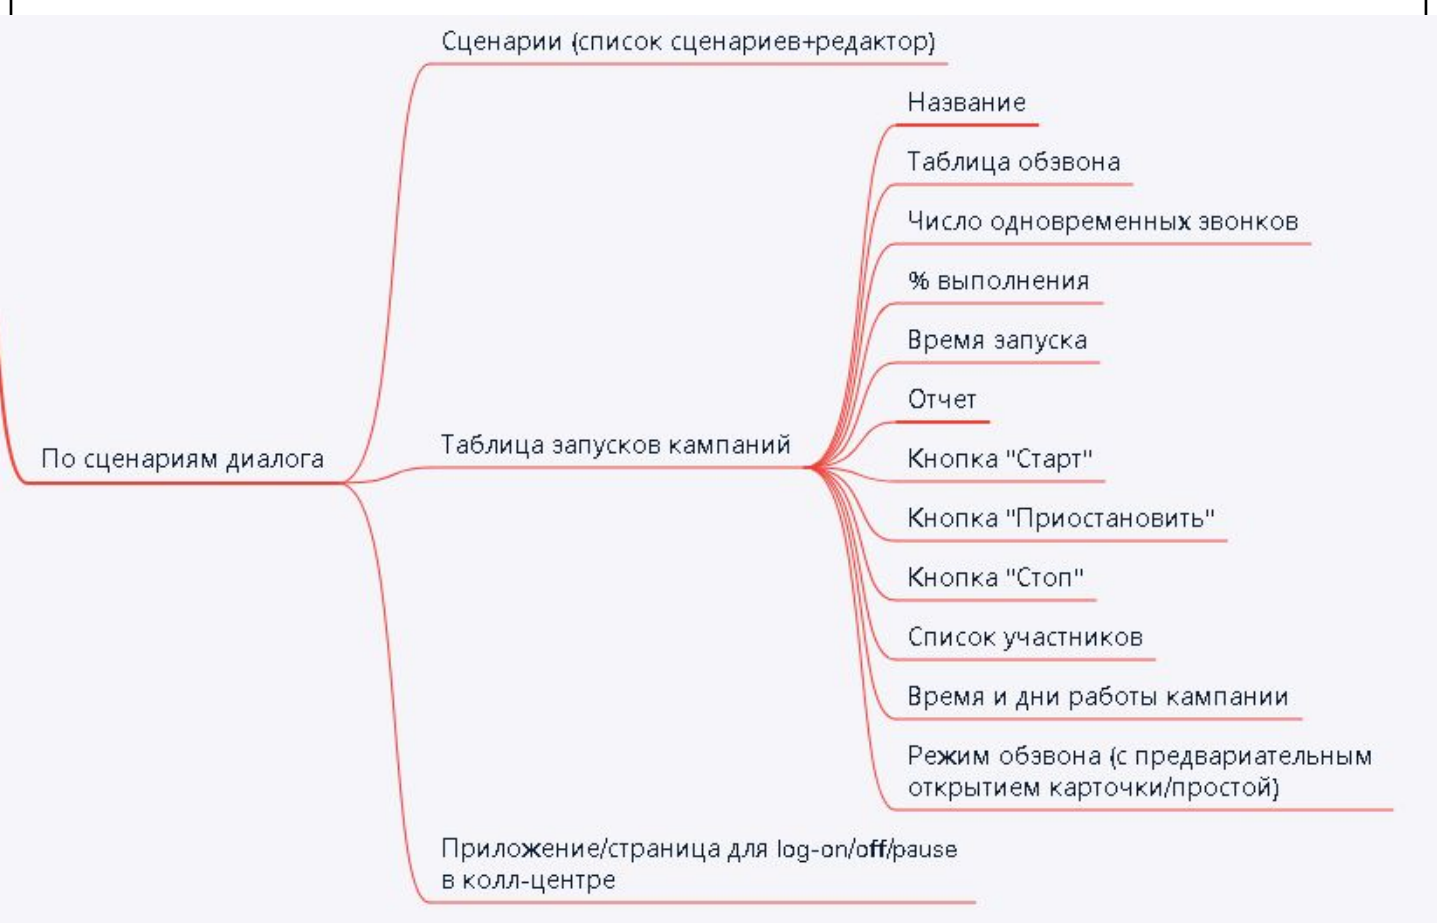 Сценарии (список сценариев+редактор)
Название
Таблица обзвона
Число одновременных звонков
% выполнения
Время запуска
Отчет
По сценариям диалога
Таблица запусков кампаний
Кнопка "Старт"
Кнопка "Приостановить"
Кнопка "Стоп"
Список участников
Время и дни работы кампании
Режим обзвона (с предвариательным
открытием карточки/простой)
Приложение/страница для log-on/off/pause
в колл-центре